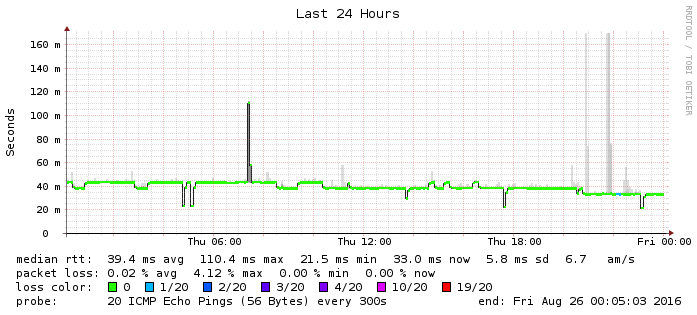 Last 24 Hours
RRDTOOL / TOBI OETIKER
Seconds
160 m
140 m
120 m
100 m
80 m
60 m
40 m
20 m
0
Thu 06:00 Thu 12:00 Thu 18:00 Fri 00:00
median rtt: 39.4 ms avg 110.4 ms max 21.5 ms min 33.0 ms now 5.8 ms sd 6.7 am/s
packet loss: 0.02 % avg 4.12 % max 0.00 % min 0.00 % now
loss color: 0 1/20 2/20 3/20 4/20 10/20 19/20
probe: 20 ICMP Echo Pings (56 Bytes) every 300s end: Fri Aug 26 00:05:03 2016